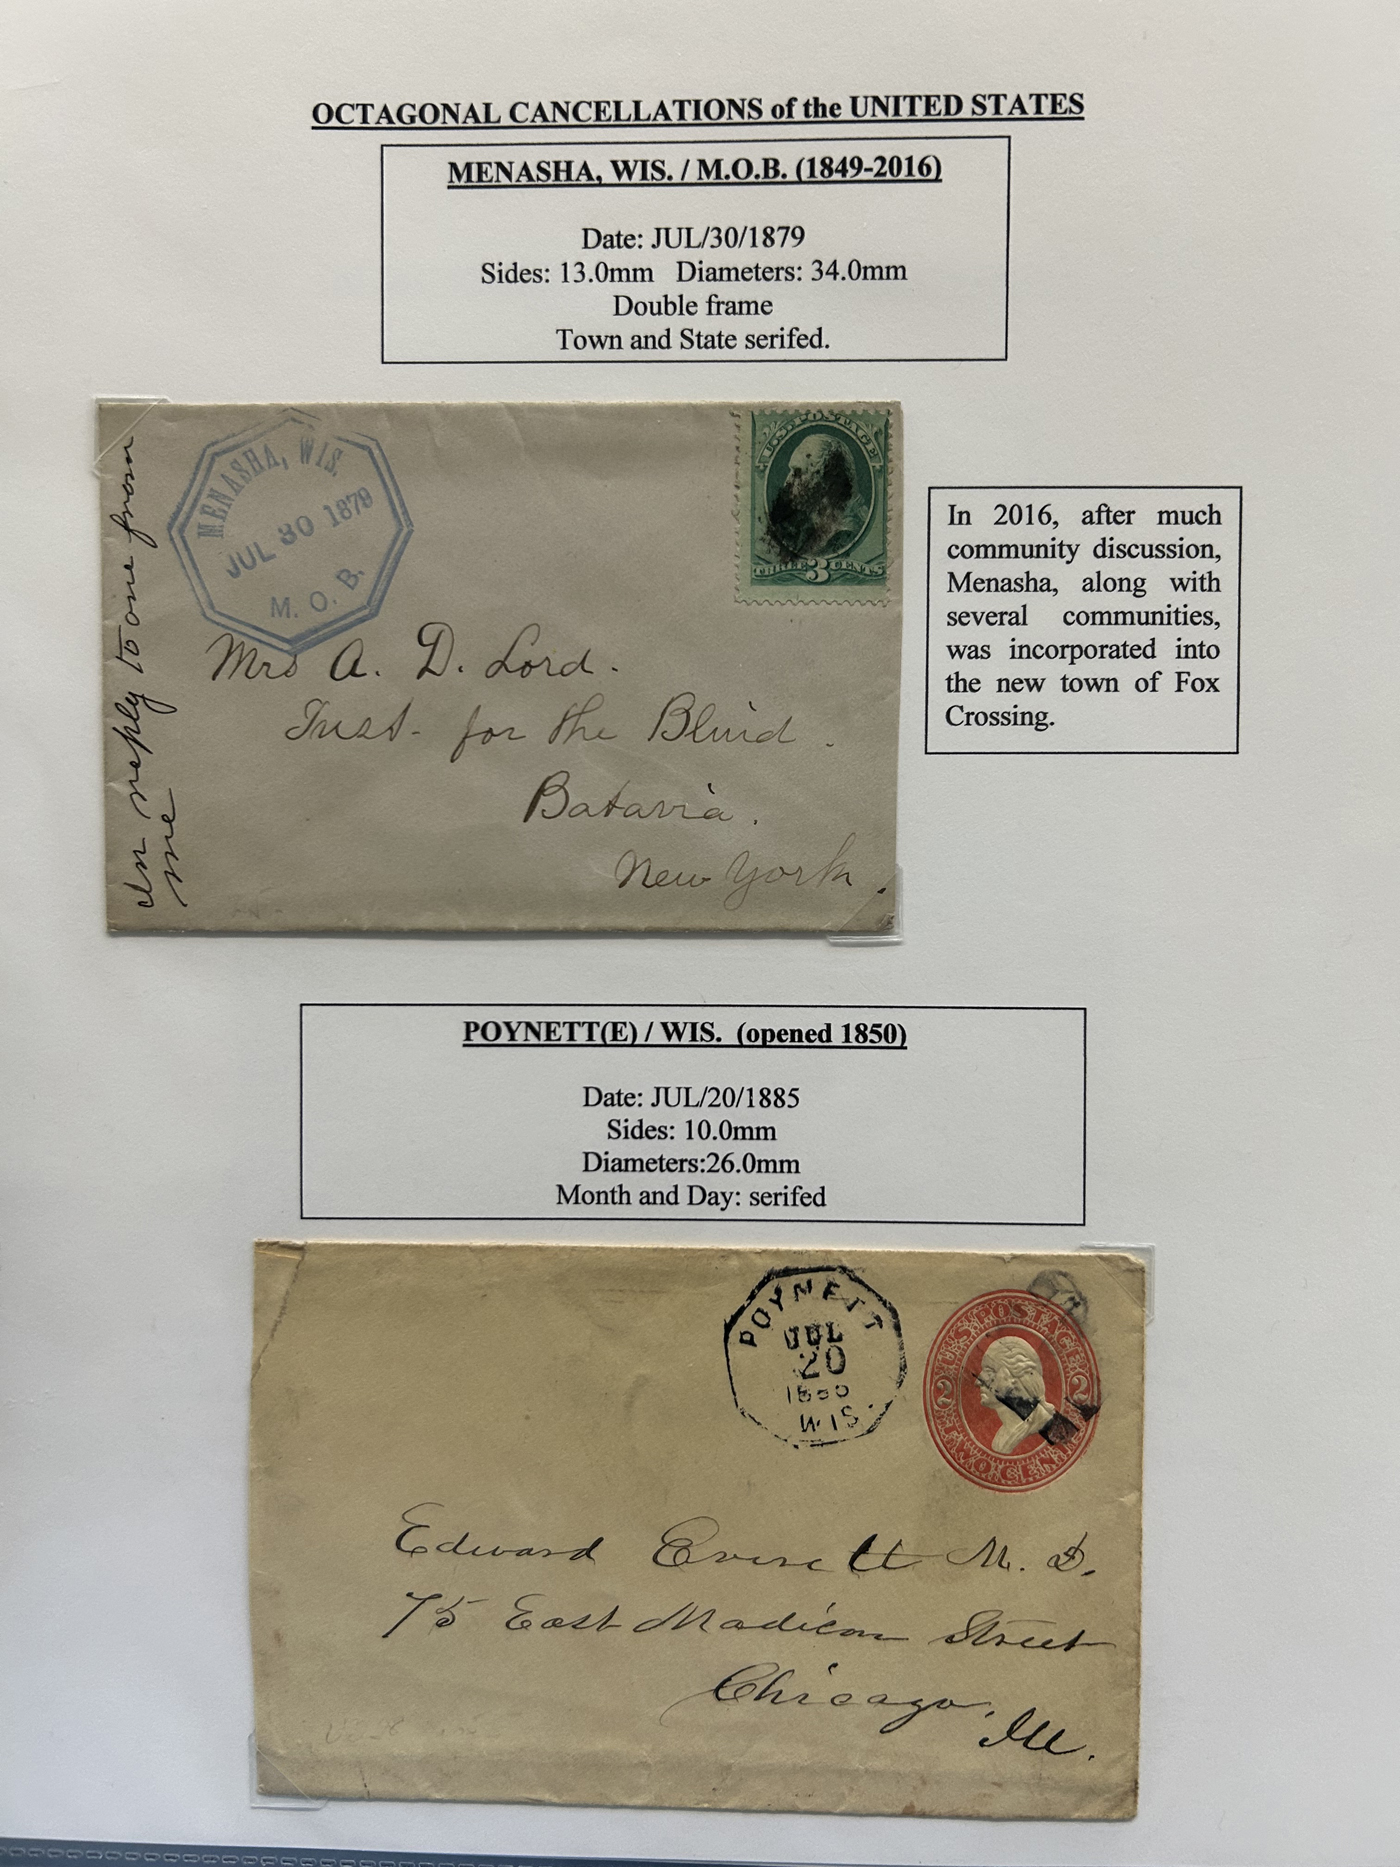 OCTAGONAL CANCELLATIONS of the UNITED STATES
MENASHA, WIS. / M.O.B. (1849-2016)
Date: JUL/30/1879
Sides: 13.0mm Diameters: 34.0mm
Double frame
Town and State serifed.
MENASHA, WIS.
JUL 30 1879
M. O. B.
U.S. POSTAGE
THREE 3 CENTS
In reply to one from
me
Mrs A. D. Lord.
Inst. for the Blind.
Batavia.
New York.
In 2016, after much
community discussion,
Menasha, along with
several communities,
was incorporated into
the new town of Fox
Crossing.
POYNETT(E) / WIS. (opened 1850)
Date: JUL/20/1885
Sides: 10.0mm
Diameters:26.0mm
Month and Day: serifed
POYNETT
JUL
20
WIS.
U.S. POSTAGE
2 2
TWO CENTS
Edward Everett M. D.
75 East Madison Street
Chicago,
Ill.